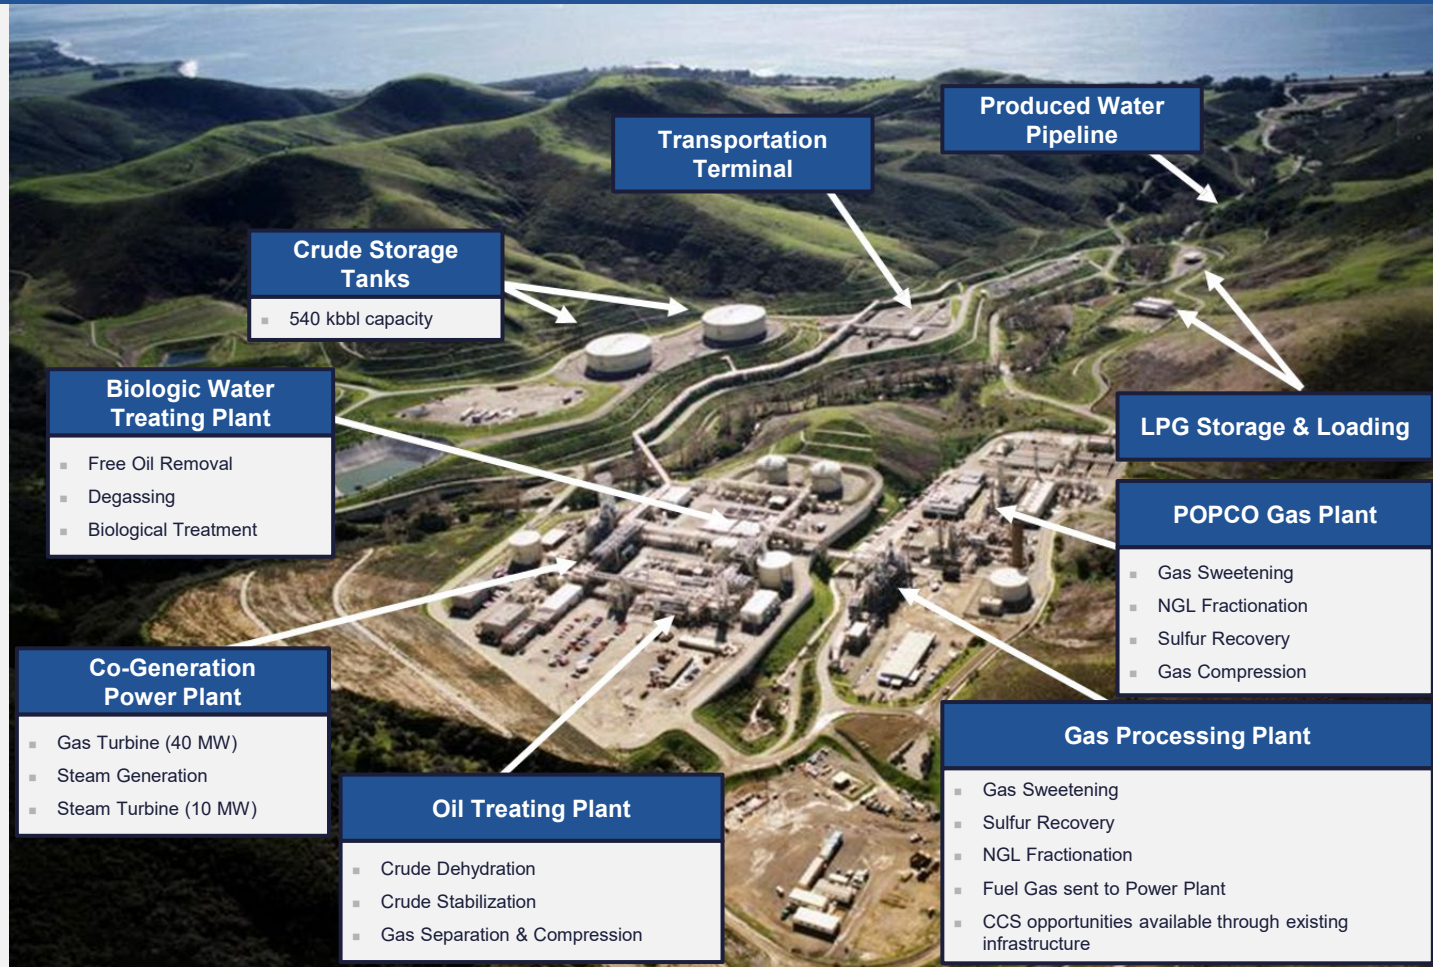 Produced Water
Pipeline
Transportation
Terminal
Crude Storage
Tanks
540 kbbl capacity
Biologic Water
Treating Plant
Free Oil Removal
Degassing
Biological Treatment
LPG Storage & Loading
POPCO Gas Plant
Gas Sweetening
NGL Fractionation
Sulfur Recovery
Gas Compression
Co-Generation
Power Plant
Gas Turbine (40 MW)
Steam Generation
Steam Turbine (10 MW)
Oil Treating Plant
Crude Dehydration
Crude Stabilization
Gas Separation & Compression
Gas Processing Plant
Gas Sweetening
Sulfur Recovery
NGL Fractionation
Fuel Gas sent to Power Plant
CCS opportunities available through existing
infrastructure